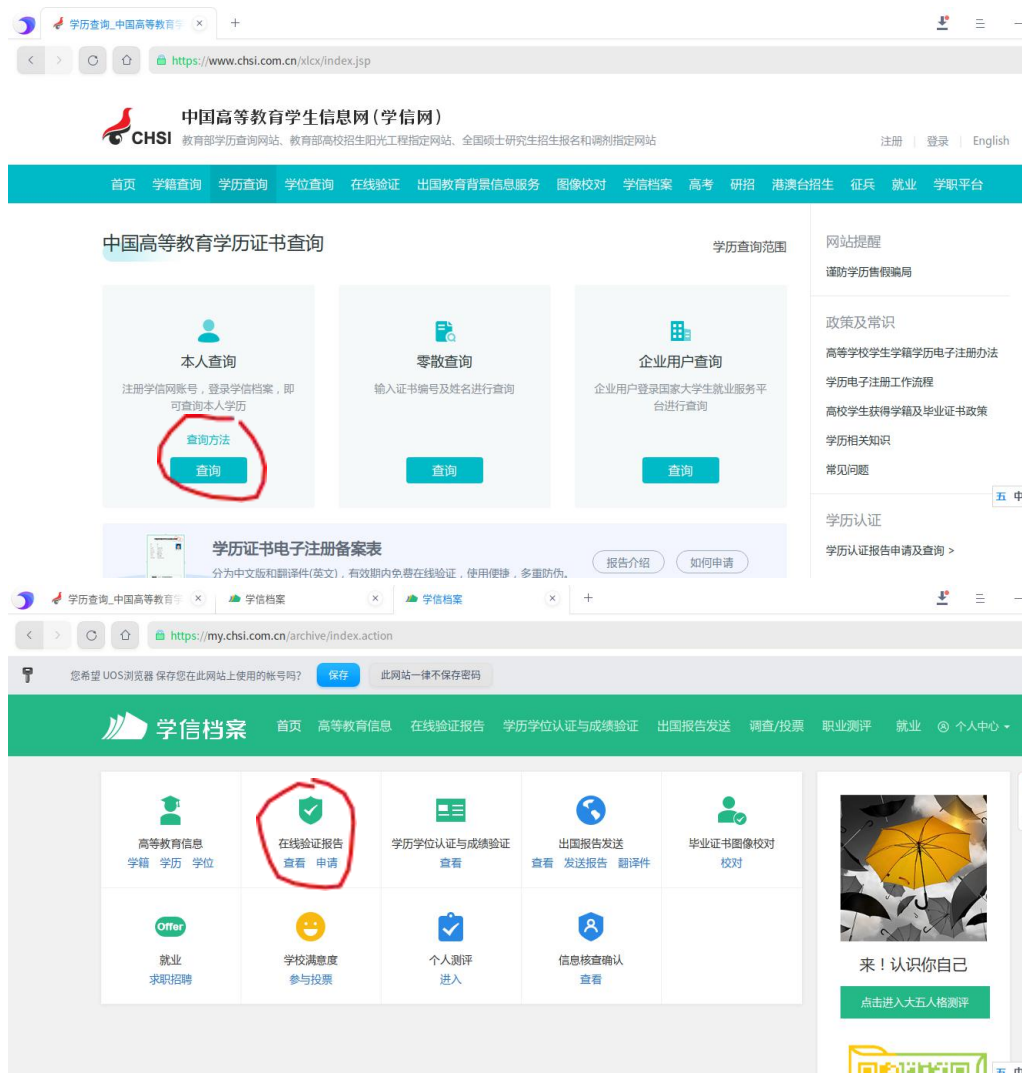 学历查询_中国高等教育学
https://www.chsi.com.cn/xlcx/index.jsp
中国高等教育学生信息网(学信网)
CHSI 教育部学历查询网站、教育部高校招生阳光工程指定网站、全国硕士研究生招生报名和调剂指定网站
注册 | 登录 | English
首页 学籍查询 学历查询 学位查询 在线验证 出国教育背景信息服务 图像校对 学信档案 高考 研招 港澳台招生 征兵 就业 学职平台
中国高等教育学历证书查询
学历查询范围
本人查询
注册学信网账号,登录学信档案,即
可查询本人学历
查询方法
查询
零散查询
输入证书编号及姓名进行查询
查询
企业用户查询
企业用户登录国家大学生就业服务平
台进行查询
查询
学历证书电子注册备案表
分为中文版和翻译件(英文),有效期内免费在线验证,使用便捷,多重防伪。
报告介绍 如何申请
网站提醒
谨防学历售假骗局
政策及常识
高等学校学生学籍学历电子注册办法
学历电子注册工作流程
高校学生获得学籍及毕业证书政策
学历相关知识
常见问题
五 中
学历认证
学历认证报告申请及查询 >
学历查询_中国高等教育学 学信档案 学信档案
https://my.chsi.com.cn/archive/index.action
您希望 UOS浏览器 保存您在此网站上使用的帐号吗? 保存 此网站一律不保存密码
学信档案 首页 高等教育信息 在线验证报告 学历学位认证与成绩验证 出国报告发送 调查/投票 职业测评 就业 个人中心
高等教育信息
学籍 学历 学位
在线验证报告
查看 申请
学历学位认证与成绩验证
查看
出国报告发送
查看 发送报告 翻译件
毕业证书图像校对
校对
Offer
就业
求职招聘
学校满意度
参与投票
个人测评
进入
信息核查确认
查看
来!认识你自己
点击进入大五人格测评
五 中